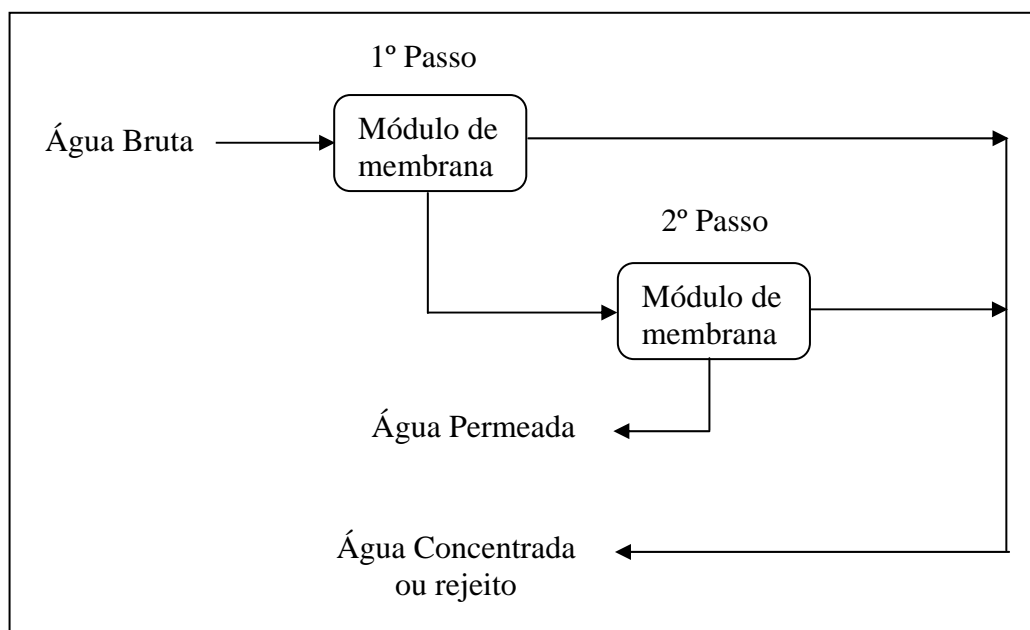 1º Passo
Água Bruta
Módulo de
membrana
2º Passo
Módulo de
membrana
Água Permeada
Água Concentrada
ou rejeito